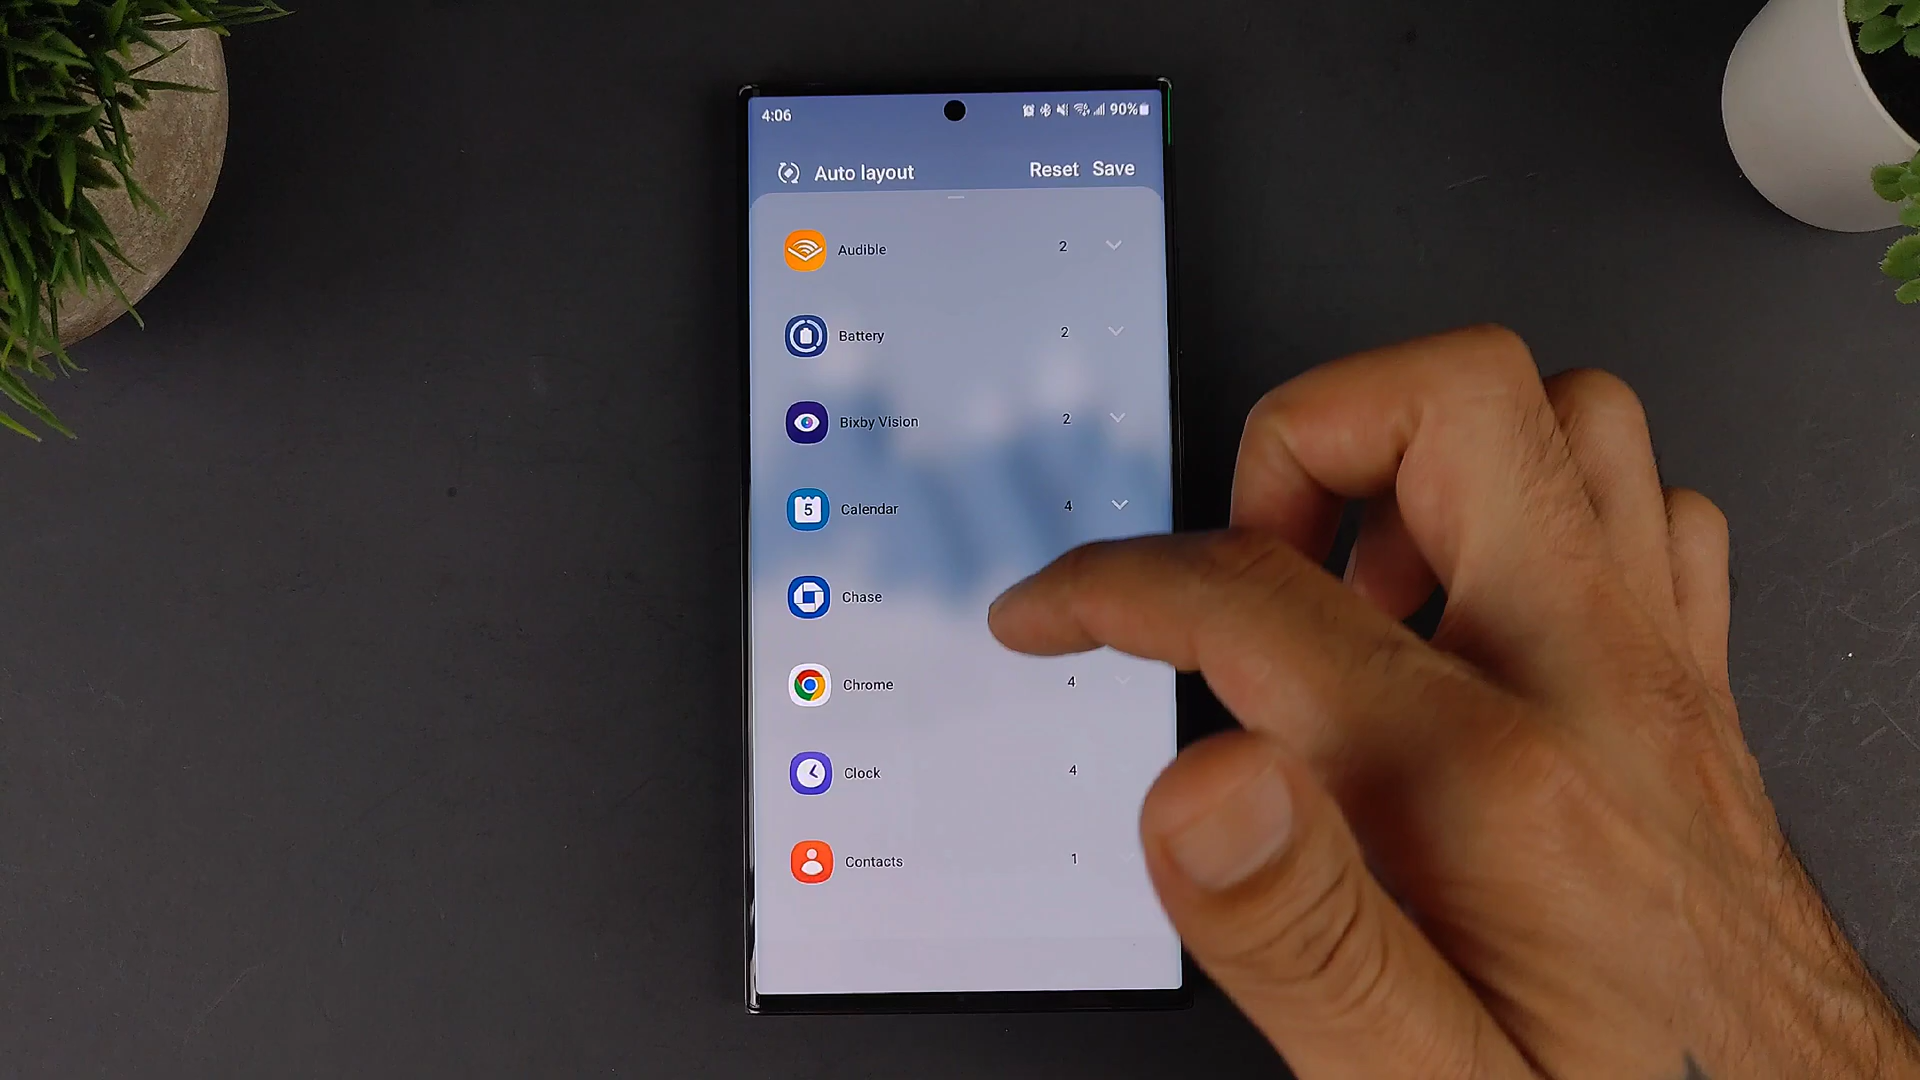 4:06 90%
Auto layout Reset Save
Audible 2
Battery 2
Bixby Vision 2
5 Calendar 4
Chase
Chrome 4
Clock 4
Contacts 1